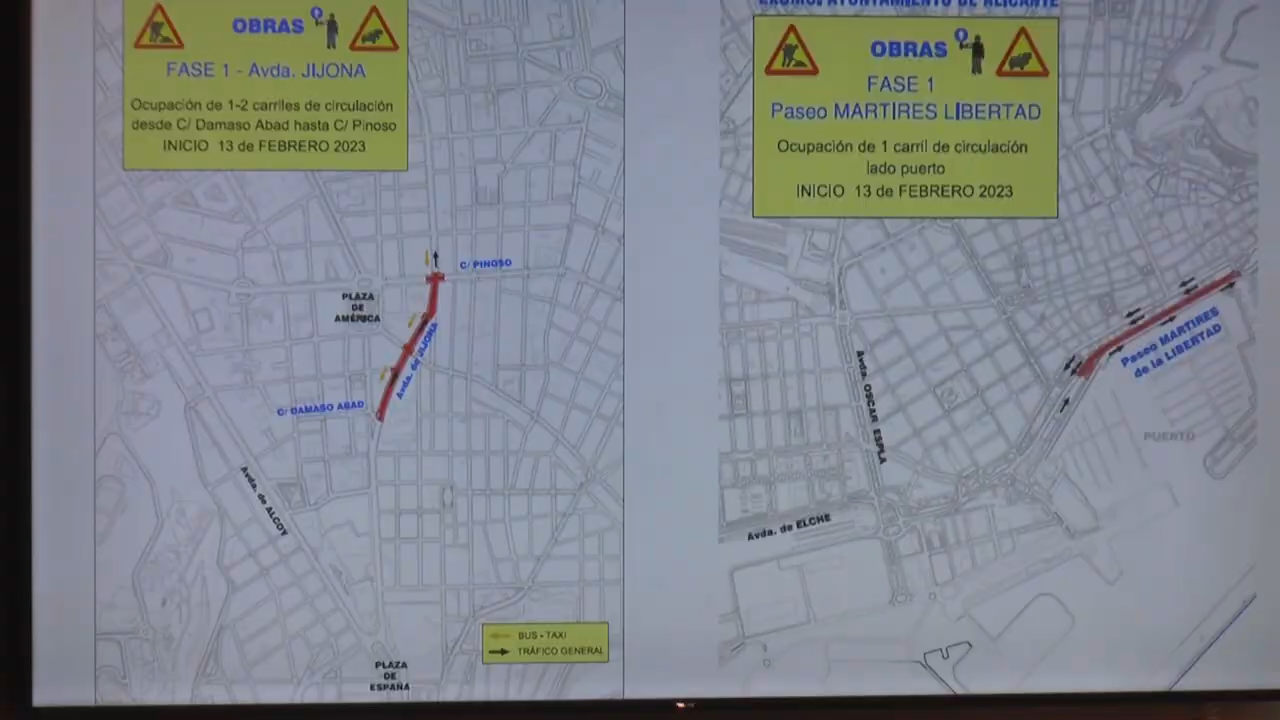 OBRAS
FASE 1 - Avda. JIJONA
Ocupación de 1-2 carriles de circulación
desde C/ Damaso Abad hasta C/ Pinoso
INICIO 13 de FEBRERO 2023
C/ PINOSO
PLAZA
DE
AMÉRICA
Avda. de JIJONA
C/ DAMASO ABAD
Avda. de ALCOY
BUS - TAXI
TRÁFICO GENERAL
PLAZA
DE
ESPAÑA
EXCMO. AYUNTAMIENTO DE ALICANTE
OBRAS
FASE 1
Paseo MARTIRES LIBERTAD
Ocupación de 1 carril de circulación
lado puerto
INICIO 13 de FEBRERO 2023
Paseo MARTIRES
de la LIBERTAD
Avda. OSCAR ESPLA
PUERTO
Avda. de ELCHE